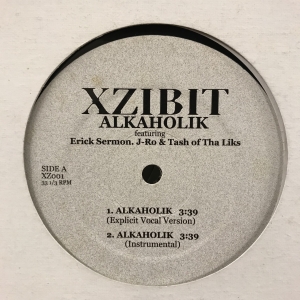 XZIBIT
ALKAHOLIK
featuring
Erick Sermon. J-Ro & Tash of Tha Liks
SIDE A
XZ001
33 1/3 RPM
1. ALKAHOLIK 3:39
(Explicit Vocal Version)
2. ALKAHOLIK 3:39
(Instrumental)